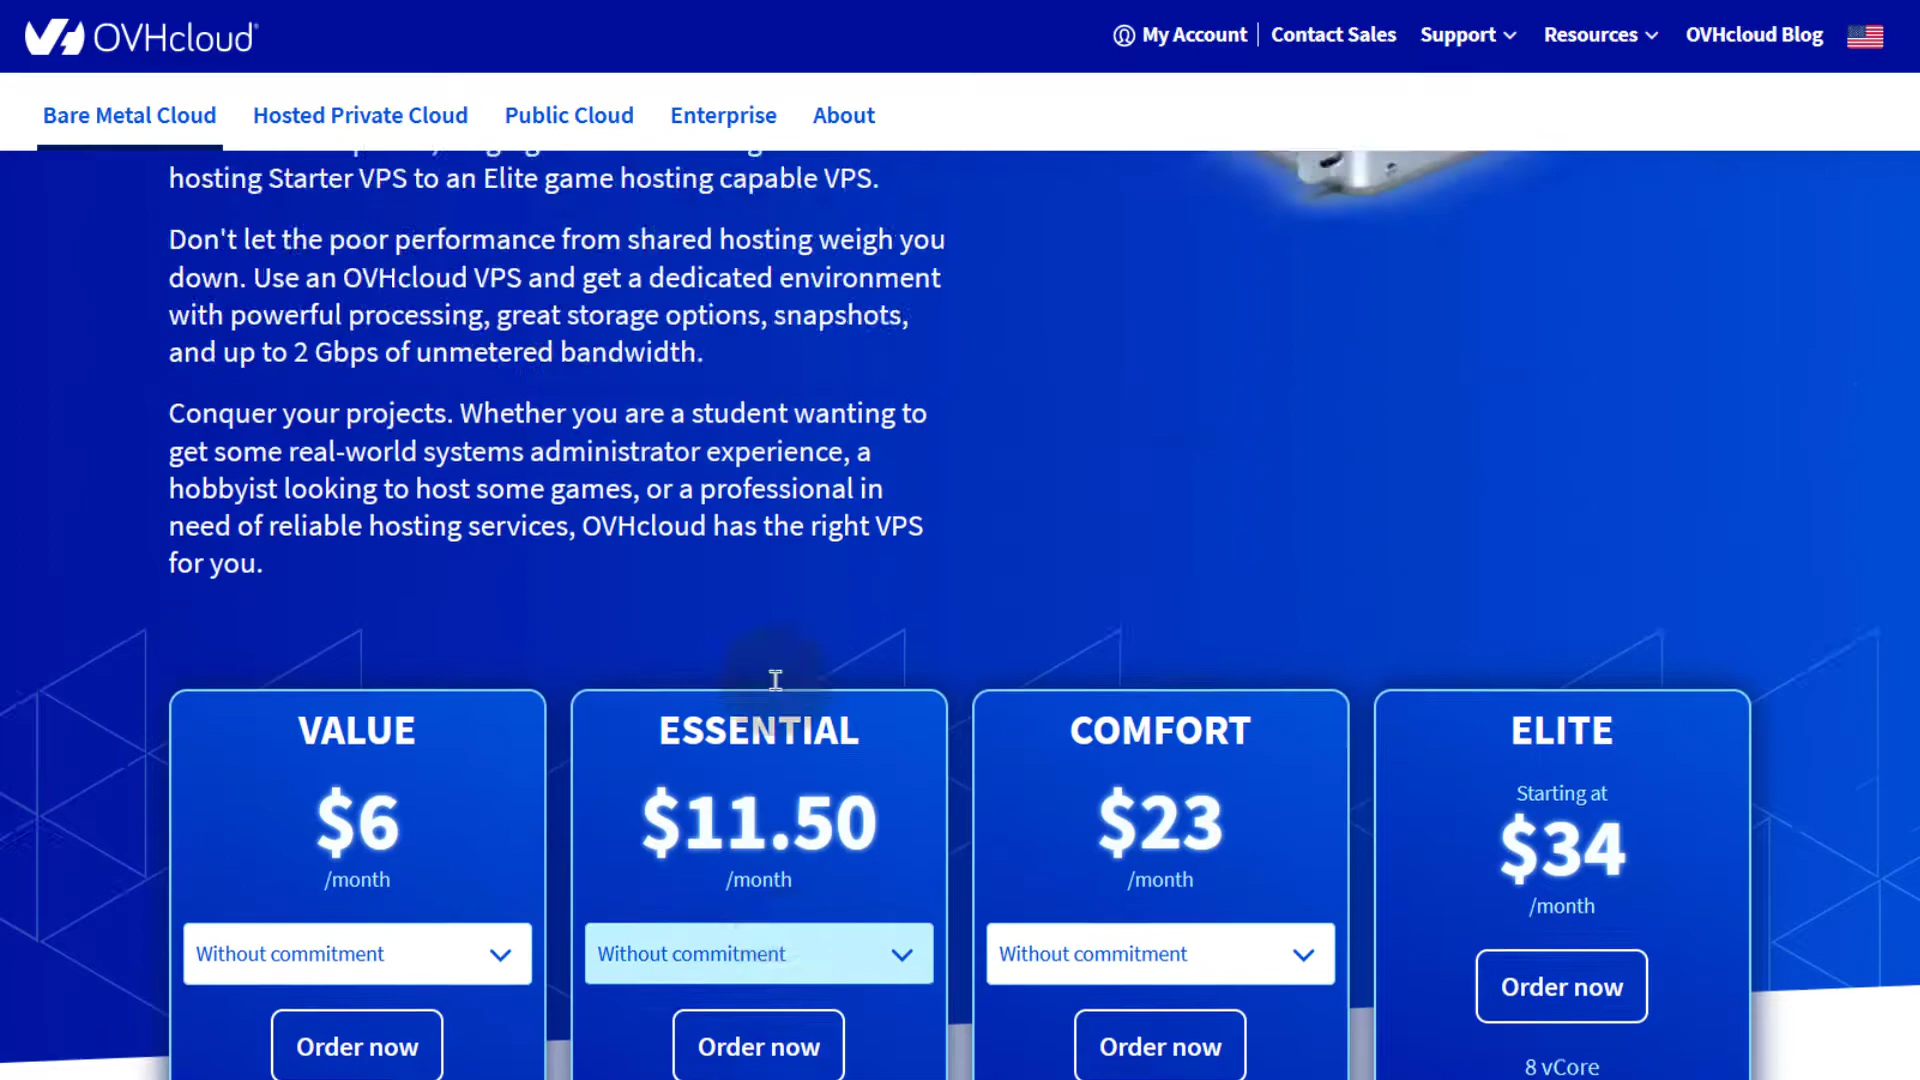 OVHcloud
My Account
Contact Sales
Support
Resources
OVHcloud Blog
Bare Metal Cloud
Hosted Private Cloud
Public Cloud
Enterprise
About
hosting Starter VPS to an Elite game hosting capable VPS.
Don't let the poor performance from shared hosting weigh you
down. Use an OVHcloud VPS and get a dedicated environment
with powerful processing, great storage options, snapshots,
and up to 2 Gbps of unmetered bandwidth.
Conquer your projects. Whether you are a student wanting to
get some real-world systems administrator experience, a
hobbyist looking to host some games, or a professional in
need of reliable hosting services, OVHcloud has the right VPS
for you.
VALUE
$6
/month
Without commitment
Order now
ESSENTIAL
$11.50
/month
Without commitment
Order now
COMFORT
$23
/month
Without commitment
Order now
ELITE
Starting at
$34
/month
Order now
8 vCore